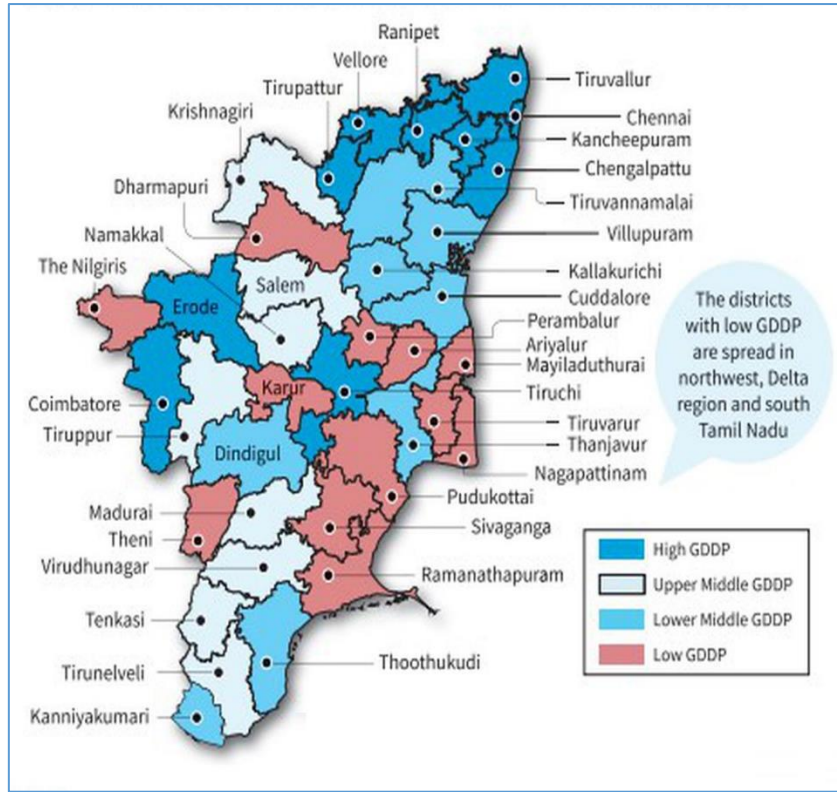 Ranipet
Vellore
Tirupattur
Krishnagiri
Dharmapuri
Namakkal
The Nilgiris
Erode
Salem
Tiruvallur
Chennai
Kancheepuram
Chengalpattu
Tiruvannamalai
Villupuram
Kallakurichi
Cuddalore
Perambalur
Ariyalur
Mayiladuthurai
Karur
Tiruchi
Coimbatore
Tiruppur
Dindigul
Tiruvarur
Thanjavur
Nagapattinam
Pudukottai
Sivaganga
Madurai
Theni
Virudhunagar
Ramanathapuram
Tenkasi
Tirunelveli
Thoothukudi
Kanniyakumari
The districts
with low GDDP
are spread in
northwest, Delta
region and south
Tamil Nadu
High GDDP
Upper Middle GDDP
Lower Middle GDDP
Low GDDP